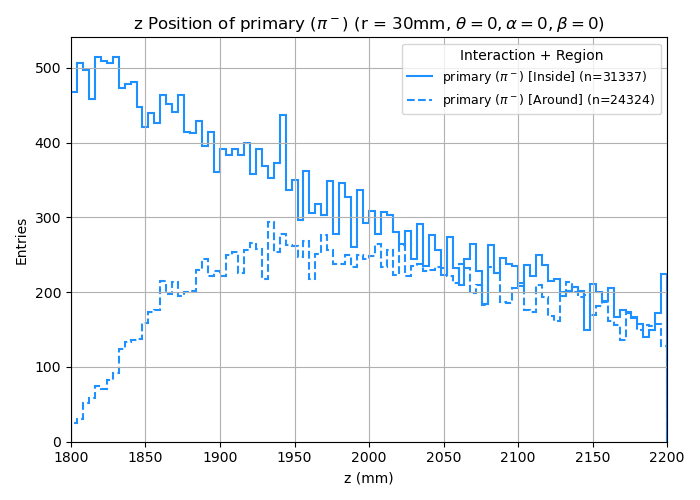 z Position of primary (π⁻) (r = 30mm, θ = 0, α = 0, β = 0)
Interaction + Region
primary (π⁻) [Inside] (n=31337)
primary (π⁻) [Around] (n=24324)
Entries
500
400
300
200
100
0
1800 1850 1900 1950 2000 2050 2100 2150 2200
z (mm)